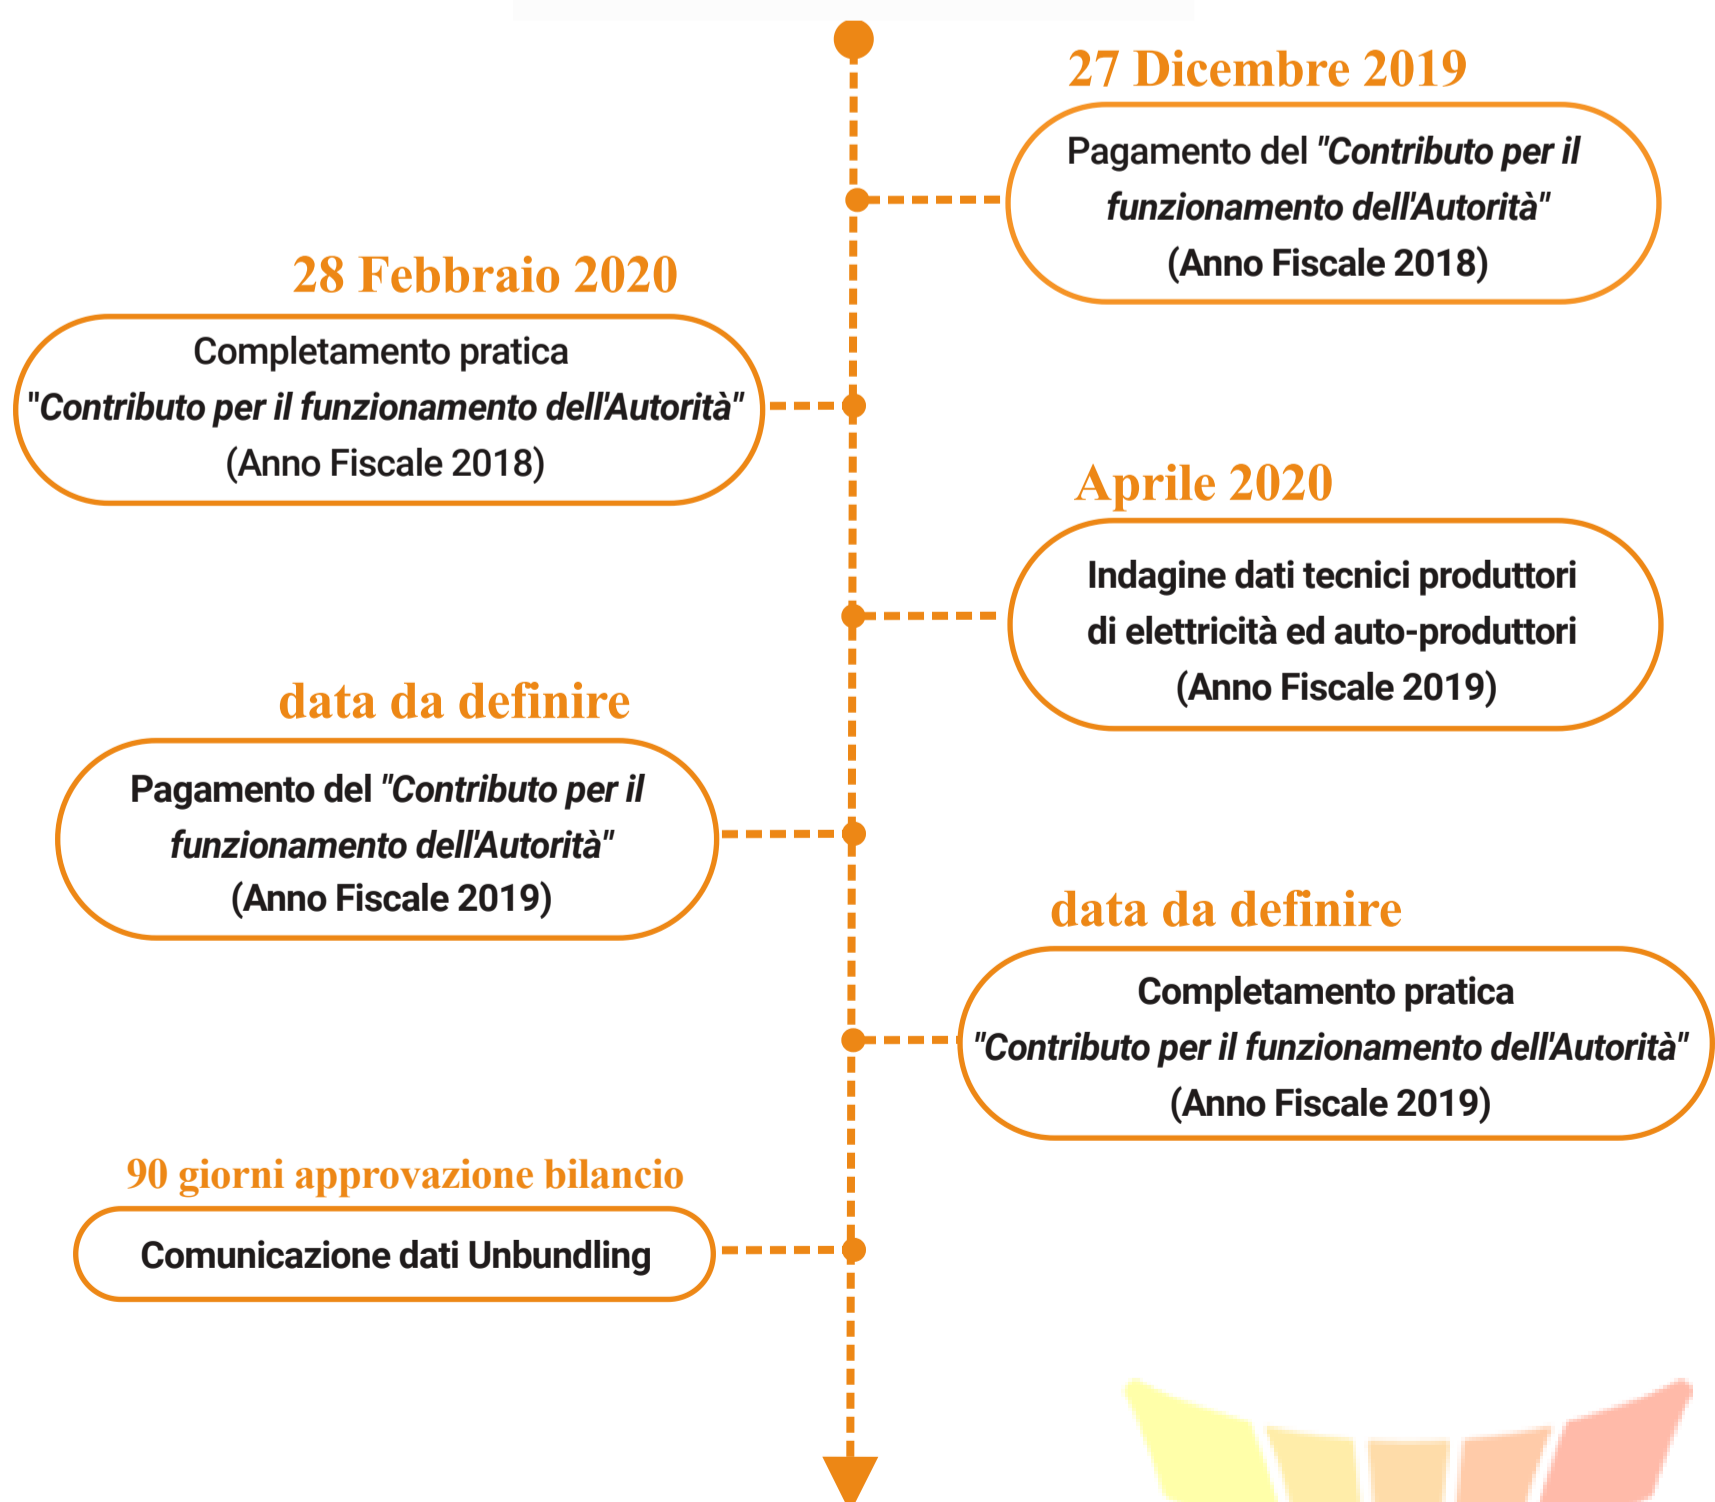 27 Dicembre 2019
Pagamento del "Contributo per il
funzionamento dell'Autorità"
(Anno Fiscale 2018)
28 Febbraio 2020
Completamento pratica
"Contributo per il funzionamento dell'Autorità"
(Anno Fiscale 2018)
Aprile 2020
Indagine dati tecnici produttori
di elettricità ed auto-produttori
(Anno Fiscale 2019)
data da definire
Pagamento del "Contributo per il
funzionamento dell'Autorità"
(Anno Fiscale 2019)
data da definire
Completamento pratica
"Contributo per il funzionamento dell'Autorità"
(Anno Fiscale 2019)
90 giorni approvazione bilancio
Comunicazione dati Unbundling